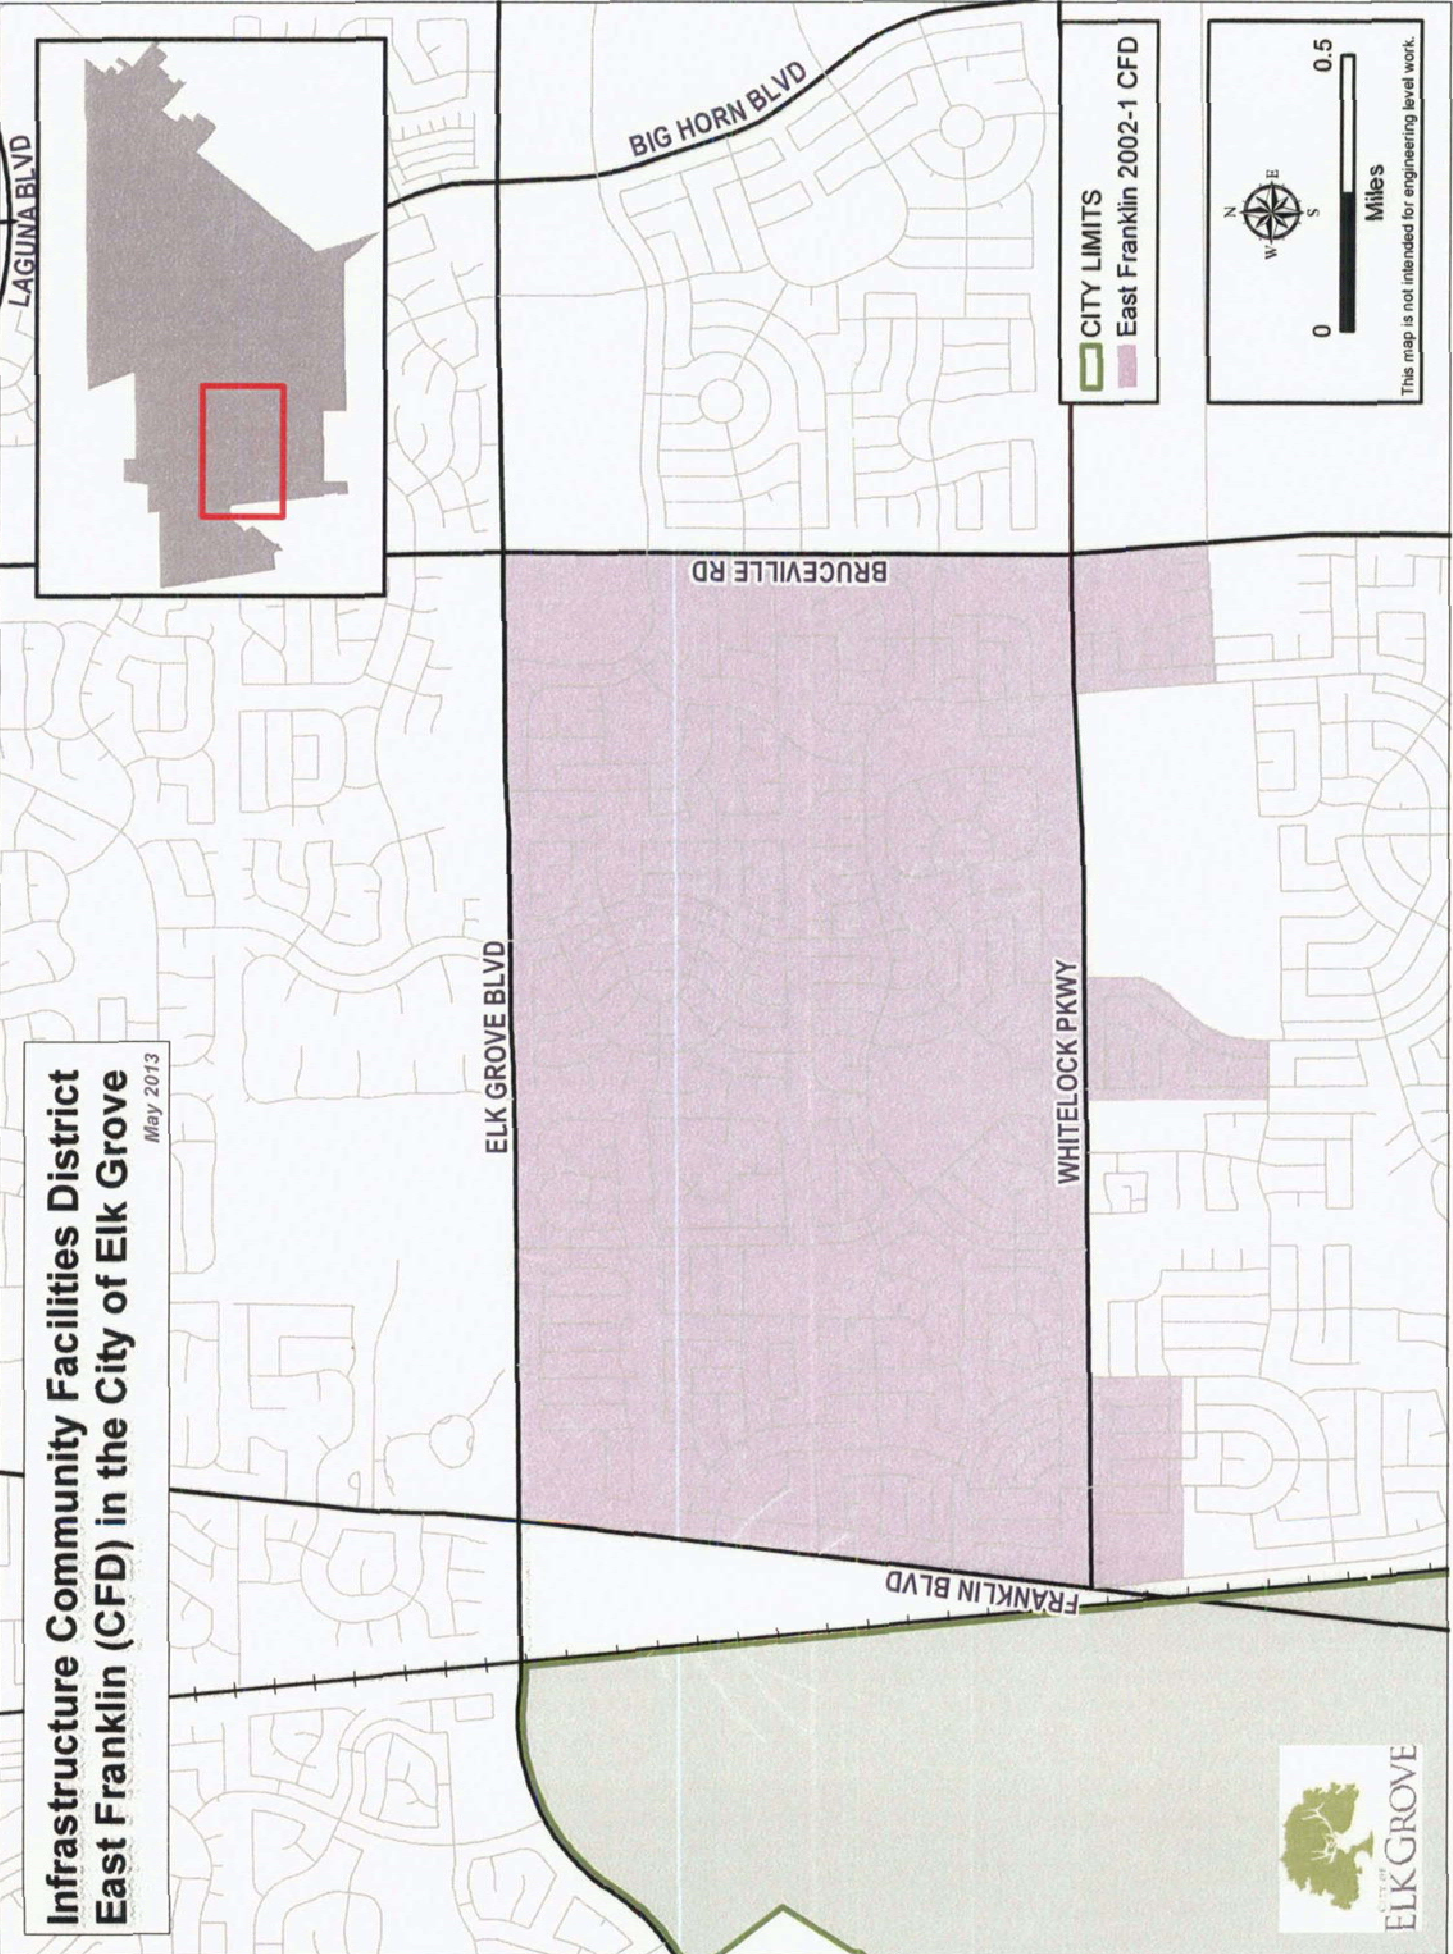 Infrastructure Community Facilities District
East Franklin (CFD) in the City of Elk Grove
May 2013
LAGUNA BLVD
BIG HORN BLVD
ELK GROVE BLVD
BRUCEVILLE RD
WHITELOCK PKWY
FRANKLIN BLVD
CITY LIMITS
East Franklin 2002-1 CFD
N
W
E
S
0
0.5
Miles
This map is not intended for engineering level work.
CITY OF
ELK GROVE